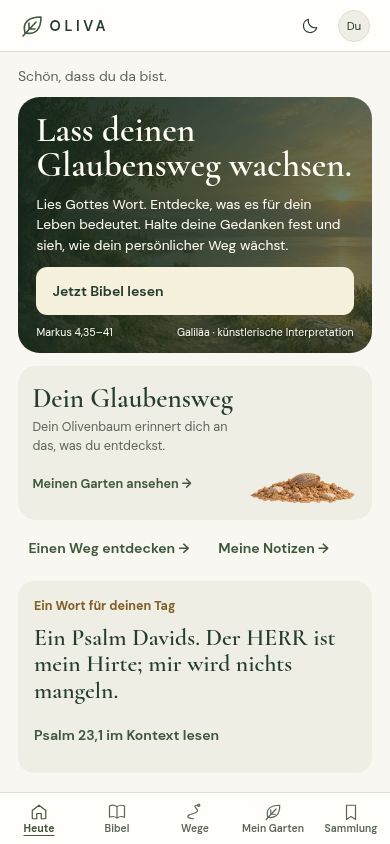 OLIVA
Du
Schön, dass du da bist.
Lass deinen
Glaubensweg wachsen.
Lies Gottes Wort. Entdecke, was es für dein
Leben bedeutet. Halte deine Gedanken fest und
sieh, wie dein persönlicher Weg wächst.
Jetzt Bibel lesen
Markus 4,35–41
Galiläa · künstlerische Interpretation
Dein Glaubensweg
Dein Olivenbaum erinnert dich an
das, was du entdeckst.
Meinen Garten ansehen →
Einen Weg entdecken →
Meine Notizen →
Ein Wort für deinen Tag
Ein Psalm Davids. Der HERR ist
mein Hirte; mir wird nichts
mangeln.
Psalm 23,1 im Kontext lesen
Heute
Bibel
Wege
Mein Garten
Sammlung